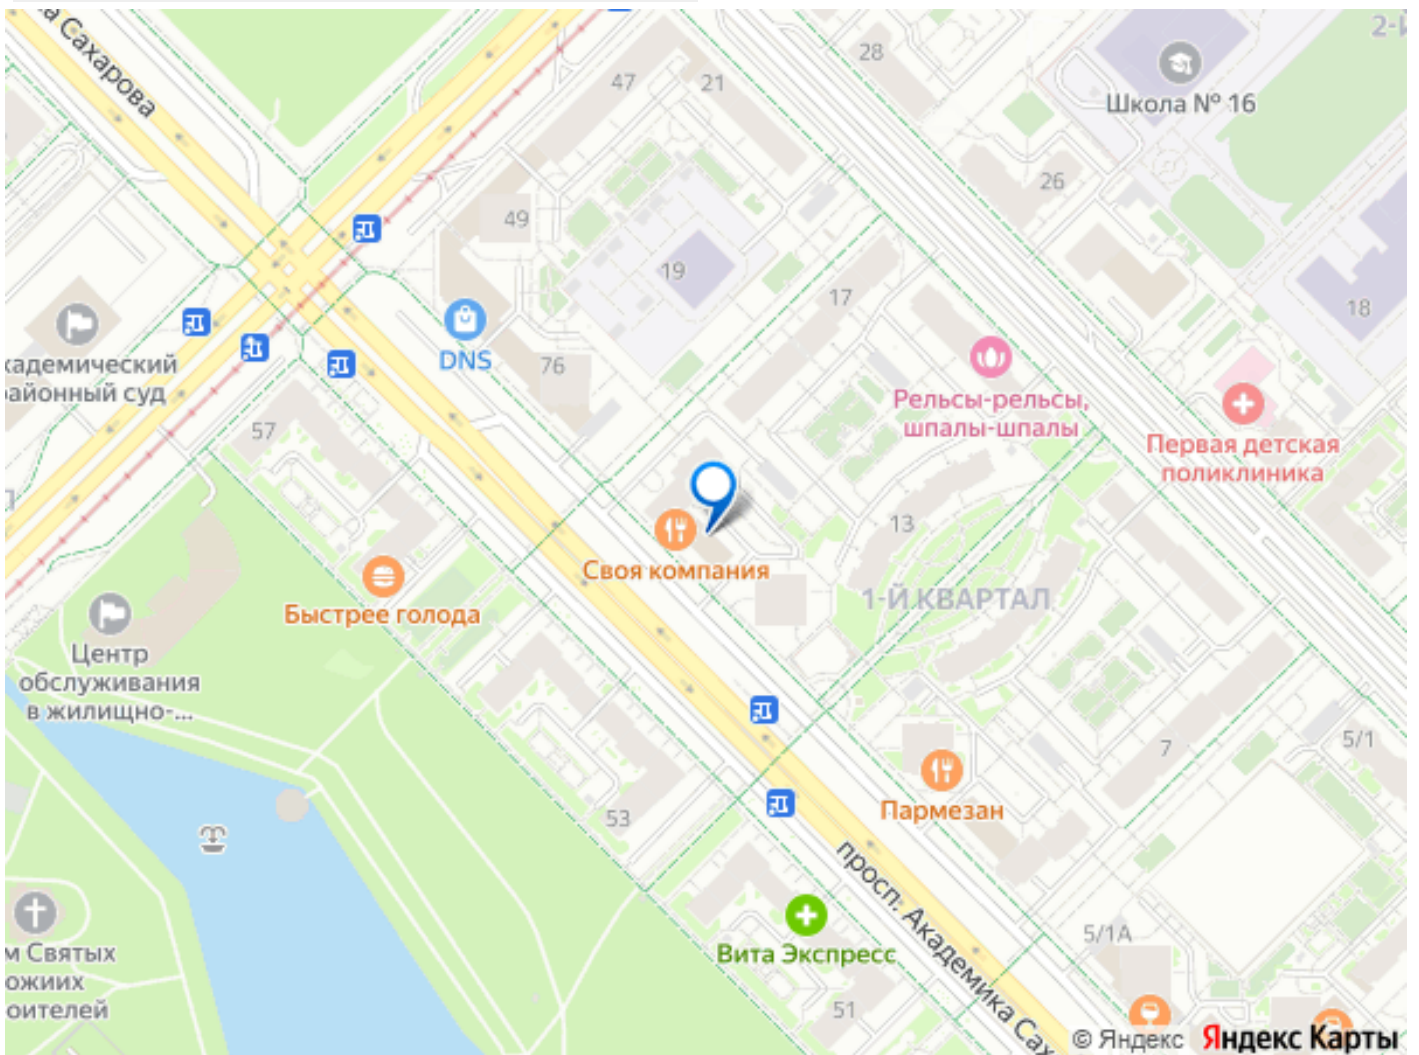 а Сахарова
47
21
28
2-Й
Школа № 16
26
49
19
17
18
DNS
76
кадемический
районный суд
57
Рельсы-рельсы,
шпалы-шпалы
Первая детская
поликлиника
13
Своя компания
1-Й КВАРТАЛ
Быстрее голода
Центр
обслуживания
в жилищно-...
7
5/1
Пармезан
53
просп. Академика Сах
м Святых
ожиих
оителей
Вита Экспресс
5/1А
51
© Яндекс Яндекс Карты